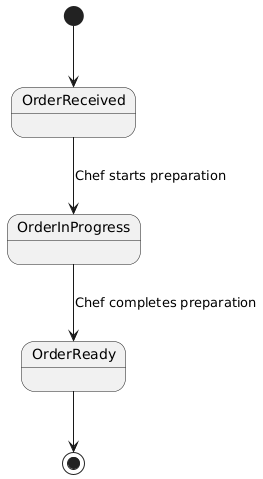 OrderReceived
Chef starts preparation
OrderInProgress
Chef completes preparation
OrderReady